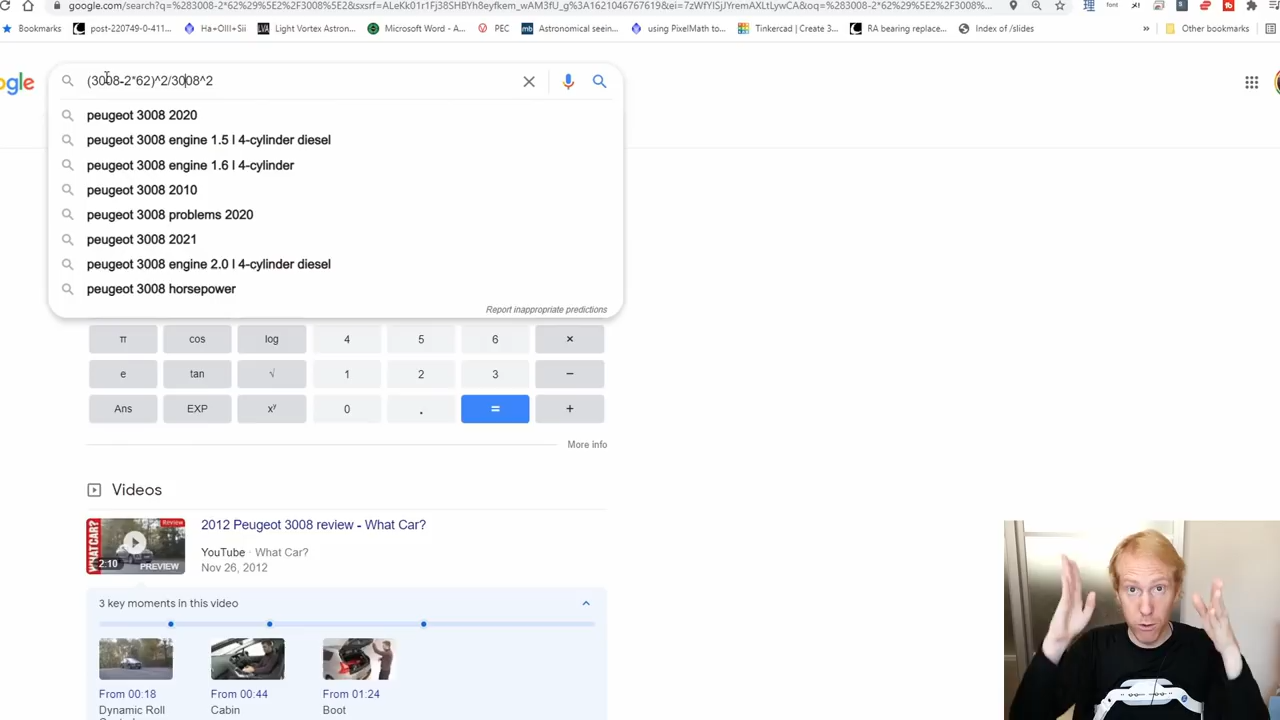 google.com/search?q=%283008-2*62%29%5E2%2F3008%5E2&sxsrf=ALeKk01r1Fj38SHBYh8eyfkem_wAM3fU_g%3A1621046767619&ei=7zWfYISjJYremAXLtLywCA&oq=%283008-2*62%29%5E2%2F3008%...
Bookmarks post-220749-0-411... Ha+OIII+Sii Light Vortex Astron... Microsoft Word - A... PEC Astronomical seein... using PixelMath to... Tinkercad | Create 3... RA bearing replace... Index of /slides » Other bookmarks
ogle
(3008-2*62)^2/3008^2
peugeot 3008 2020
peugeot 3008 engine 1.5 l 4-cylinder diesel
peugeot 3008 engine 1.6 l 4-cylinder
peugeot 3008 2010
peugeot 3008 problems 2020
peugeot 3008 2021
peugeot 3008 engine 2.0 l 4-cylinder diesel
peugeot 3008 horsepower
Report inappropriate predictions
π cos log 4 5 6 ×
e tan √ 1 2 3 −
Ans EXP xʸ 0 . = +
More info
Videos
WHATCAR?
Review
2:10
PREVIEW
2012 Peugeot 3008 review - What Car?
YouTube · What Car?
Nov 26, 2012
3 key moments in this video
From 00:18 From 00:44 From 01:24
Dynamic Roll Cabin Boot